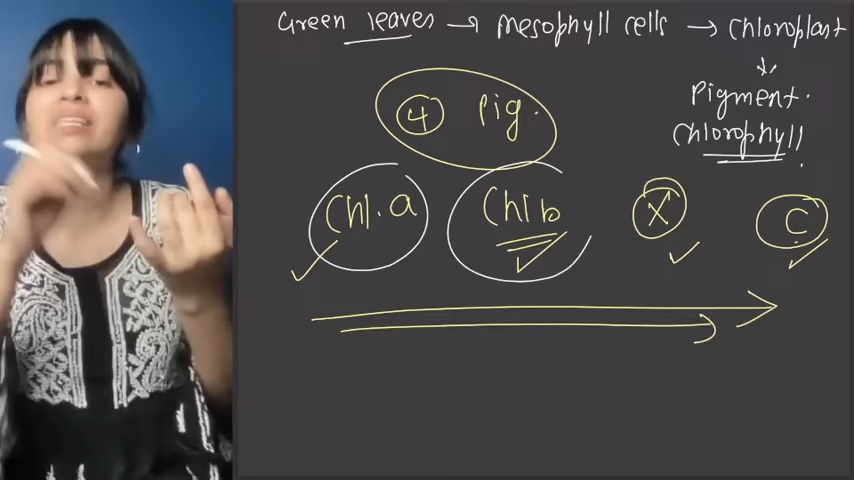 Green leaves → mesophyll cells → chloroplast
↓
Pigment.
Chlorophyll.
④ Pig.
Chl. a Chl b X C